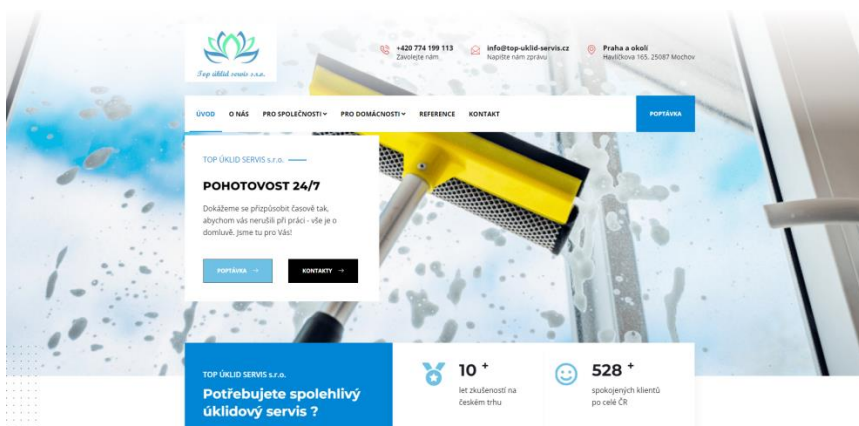 Top úklid servis s.r.o.
+420 774 199 113
Zavolejte nám
info@top-uklid-servis.cz
Napište nám zprávu
Praha a okolí
Havlíčkova 165, 25087 Mochov
ÚVOD O NÁS PRO SPOLEČNOSTI PRO DOMÁCNOSTI REFERENCE KONTAKT POPTÁVKA
TOP ÚKLID SERVIS s.r.o.
POHOTOVOST 24/7
Dokážeme se přizpůsobit časově tak,
abychom vás nerušili při práci - vše je o
domluvě. Jsme tu pro Vás!
POPTÁVKA → KONTAKTY →
TOP ÚKLID SERVIS s.r.o.
Potřebujete spolehlivý
úklidový servis ?
10 +
let zkušeností na
českém trhu
528 +
spokojených klientů
po celé ČR